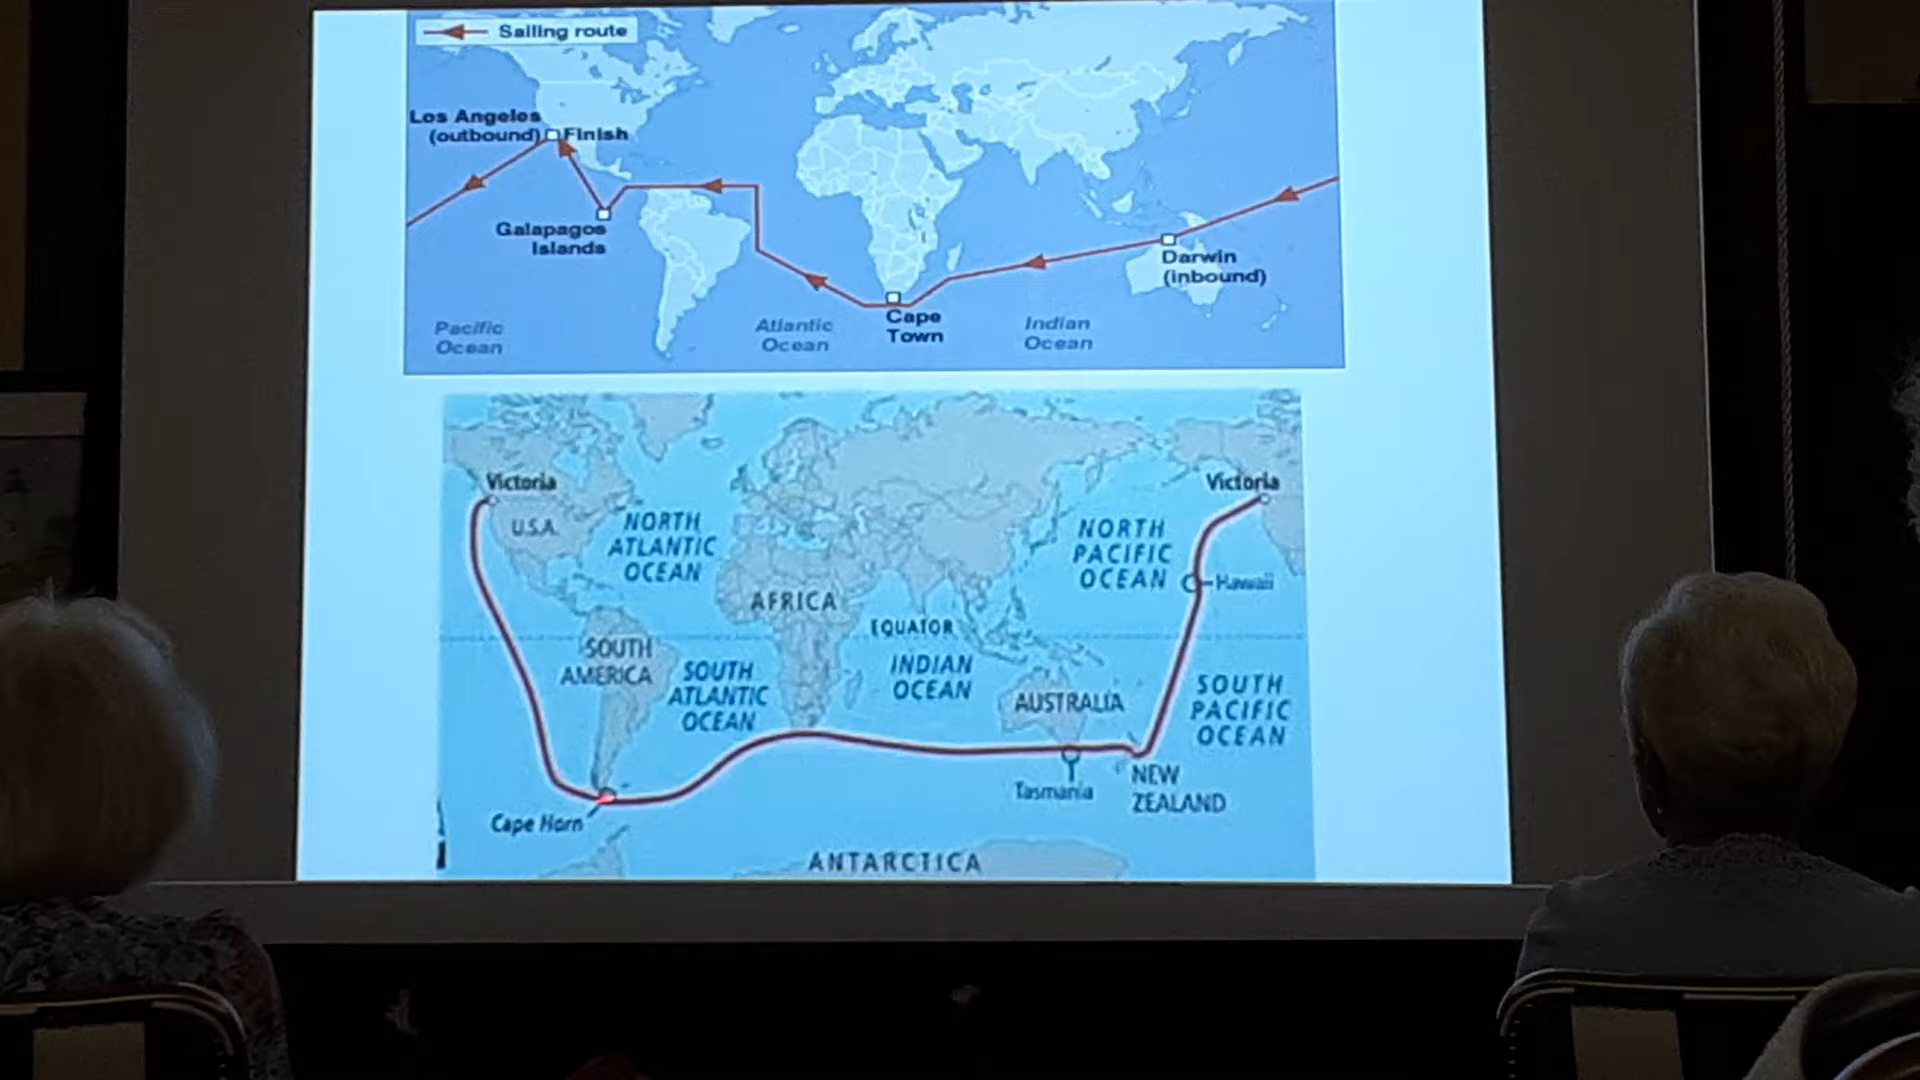 Sailing route
Los Angeles
(outbound)
Finish
Galapagos
Islands
Darwin
(inbound)
Cape
Town
Pacific
Ocean
Atlantic
Ocean
Indian
Ocean
Victoria
Victoria
U.S.A.
NORTH
ATLANTIC
OCEAN
NORTH
PACIFIC
OCEAN
Hawaii
AFRICA
EQUATOR
SOUTH
AMERICA
SOUTH
ATLANTIC
OCEAN
INDIAN
OCEAN
AUSTRALIA
SOUTH
PACIFIC
OCEAN
Tasmania
NEW
ZEALAND
Cape Horn
ANTARCTICA